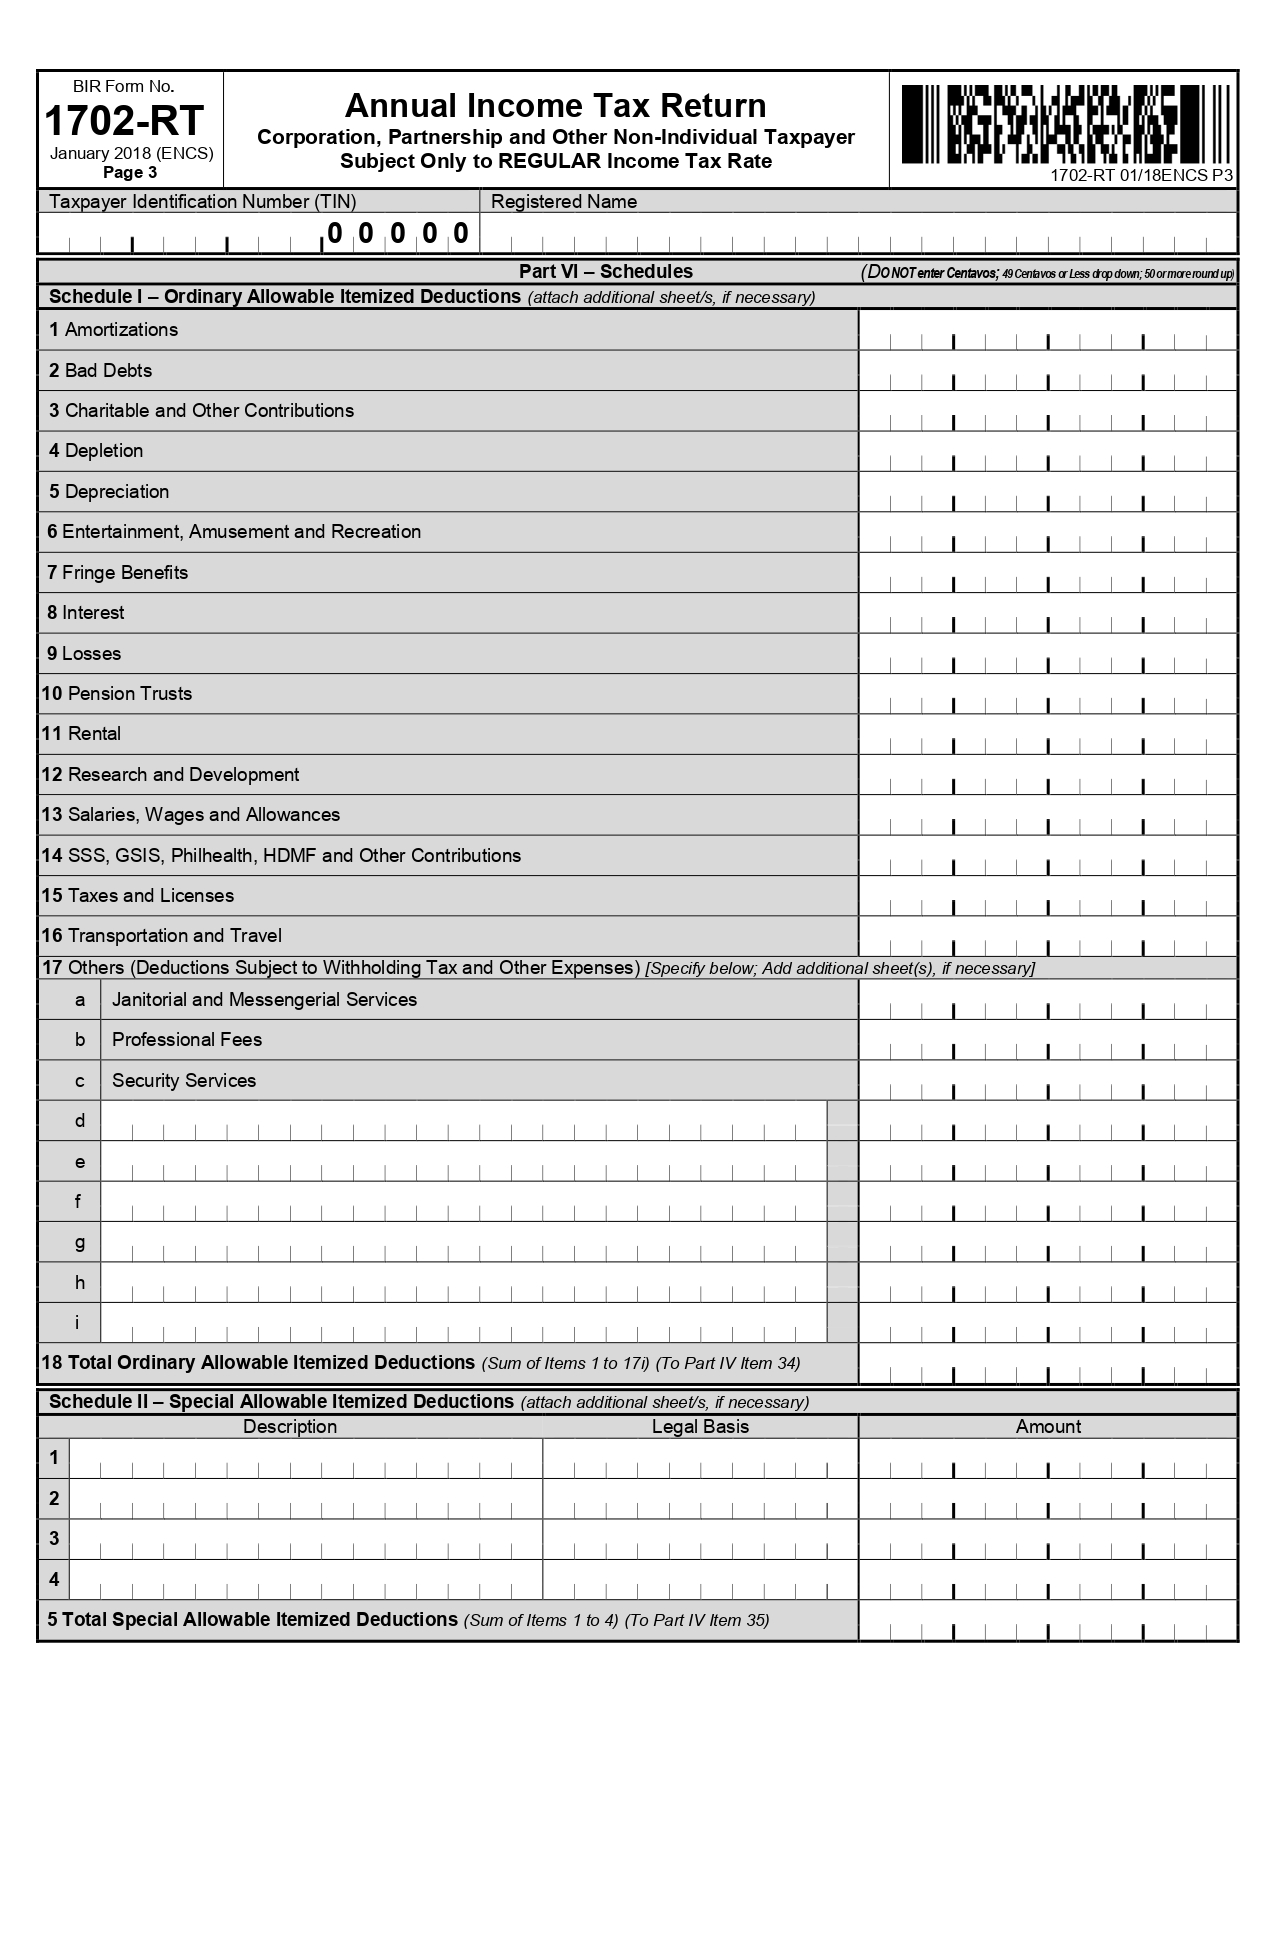 BIR Form No.
1702-RT
January 2018 (ENCS)
Page 3
Annual Income Tax Return
Corporation, Partnership and Other Non-Individual Taxpayer
Subject Only to REGULAR Income Tax Rate
1702-RT 01/18ENCS P3
Taxpayer Identification Number (TIN)
Registered Name
0 0 0 0 0
Part VI – Schedules
(DO NOT enter Centavos; 49 Centavos or Less drop down; 50 or more round up)
Schedule I – Ordinary Allowable Itemized Deductions (attach additional sheet/s, if necessary)
1 Amortizations
2 Bad Debts
3 Charitable and Other Contributions
4 Depletion
5 Depreciation
6 Entertainment, Amusement and Recreation
7 Fringe Benefits
8 Interest
9 Losses
10 Pension Trusts
11 Rental
12 Research and Development
13 Salaries, Wages and Allowances
14 SSS, GSIS, Philhealth, HDMF and Other Contributions
15 Taxes and Licenses
16 Transportation and Travel
17 Others (Deductions Subject to Withholding Tax and Other Expenses) [Specify below; Add additional sheet(s), if necessary]
a Janitorial and Messengerial Services
b Professional Fees
c Security Services
d
e
f
g
h
i
18 Total Ordinary Allowable Itemized Deductions (Sum of Items 1 to 17i) (To Part IV Item 34)
Schedule II – Special Allowable Itemized Deductions (attach additional sheet/s, if necessary)
Description Legal Basis Amount
1
2
3
4
5 Total Special Allowable Itemized Deductions (Sum of Items 1 to 4) (To Part IV Item 35)